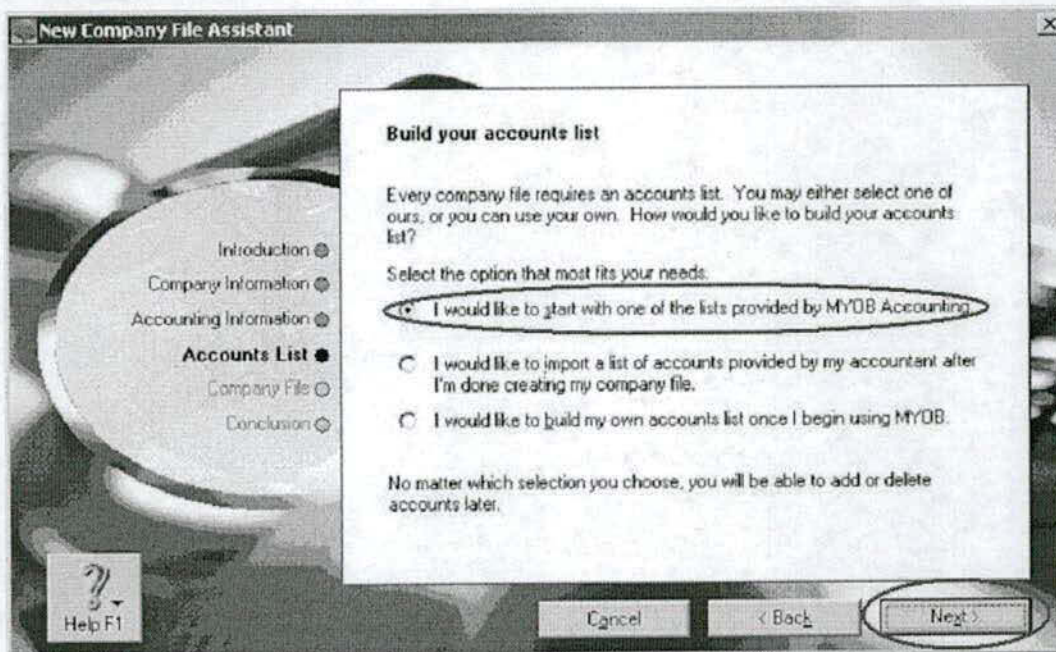 New Company File Assistant
Build your accounts list
Every company file requires an accounts list. You may either select one of
ours, or you can use your own. How would you like to build your accounts
list?
Introduction
Company Information
Accounting Information
Accounts List
Company File
Conclusion
Select the option that most fits your needs.
I would like to start with one of the lists provided by MYOB Accounting.
I would like to import a list of accounts provided by my accountant after
I'm done creating my company file.
I would like to build my own accounts list once I begin using MYOB.
No matter which selection you choose, you will be able to add or delete
accounts later.
?
Help F1
Cancel
< Back
Next >